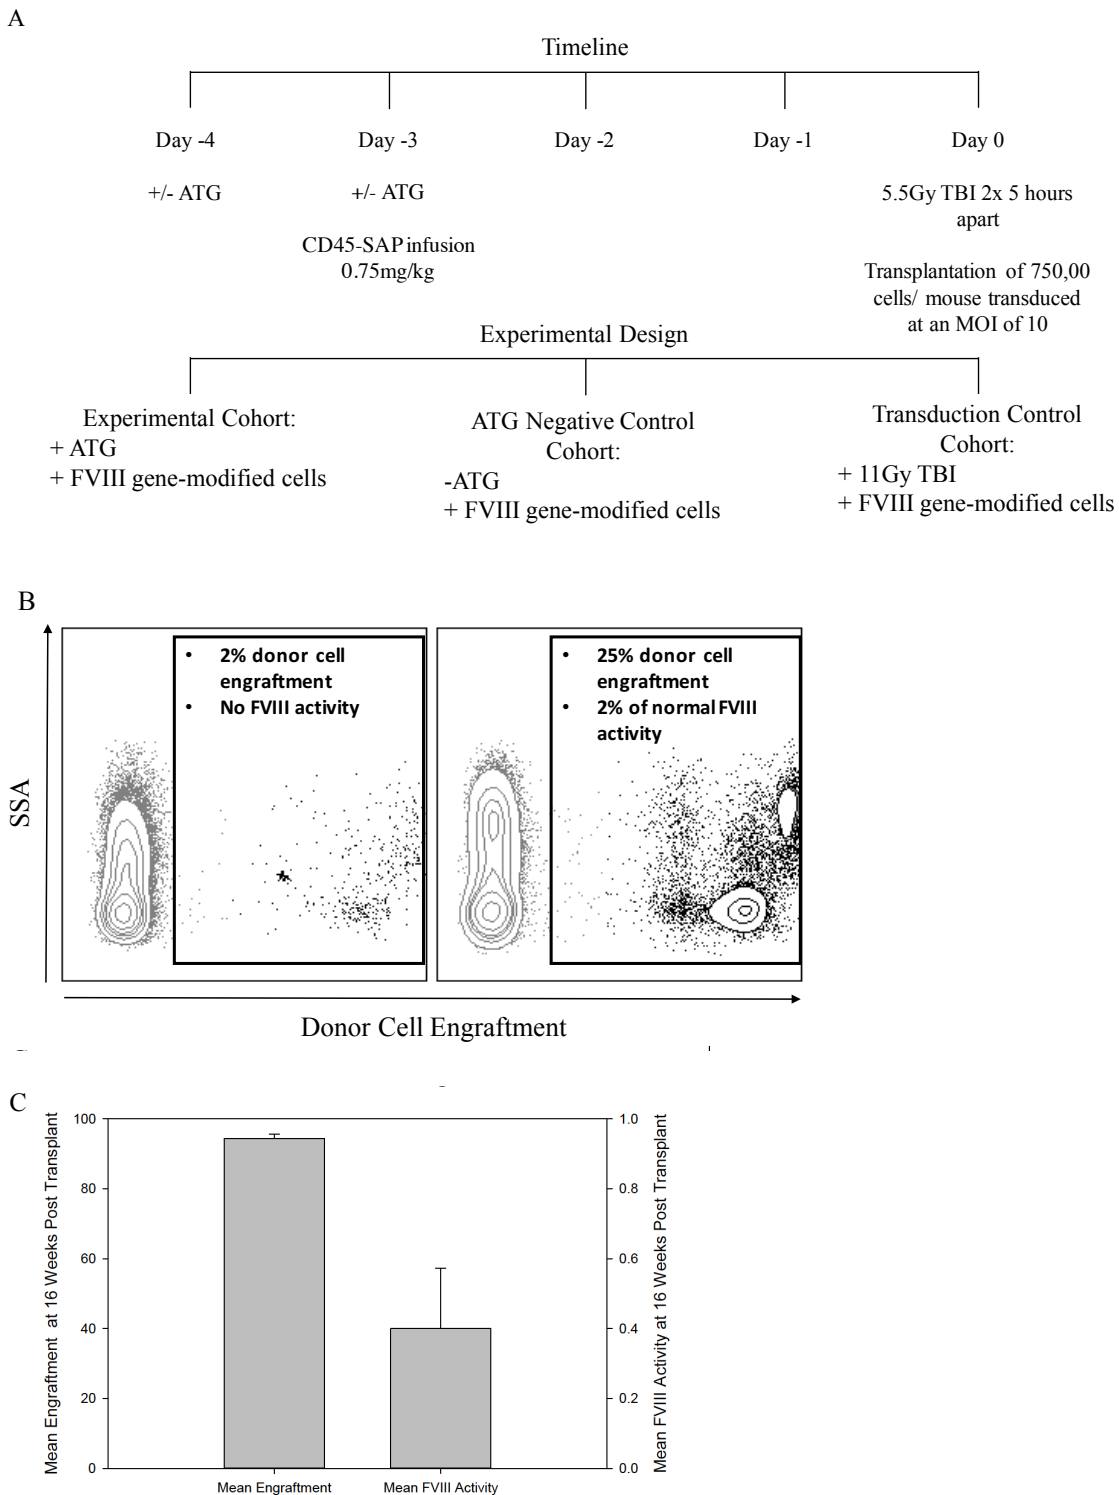 A
Timeline
Day -4
Day -3
Day -2
Day -1
Day 0
+/- ATG
+/- ATG
CD45-SAP infusion
0.75mg/kg
5.5Gy TBI 2x 5 hours
apart
Transplantation of 750,00
cells/ mouse transduced
at an MOI of 10
Experimental Design
Experimental Cohort:
+ ATG
+ FVIII gene-modified cells
ATG Negative Control
Cohort:
-ATG
+ FVIII gene-modified cells
Transduction Control
Cohort:
+ 11Gy TBI
+ FVIII gene-modified cells
B
SSA
• 2% donor cell
engraftment
• No FVIII activity
• 25% donor cell
engraftment
• 2% of normal FVIII
activity
Donor Cell Engraftment
C
Mean Engraftment at 16 Weeks Post Transplant
100
80
60
40
20
0
1.0
0.8
0.6
0.4
0.2
0.0
Mean FVIII Activity at 16 Weeks Post Transplant
Mean Engraftment
Mean FVIII Activity